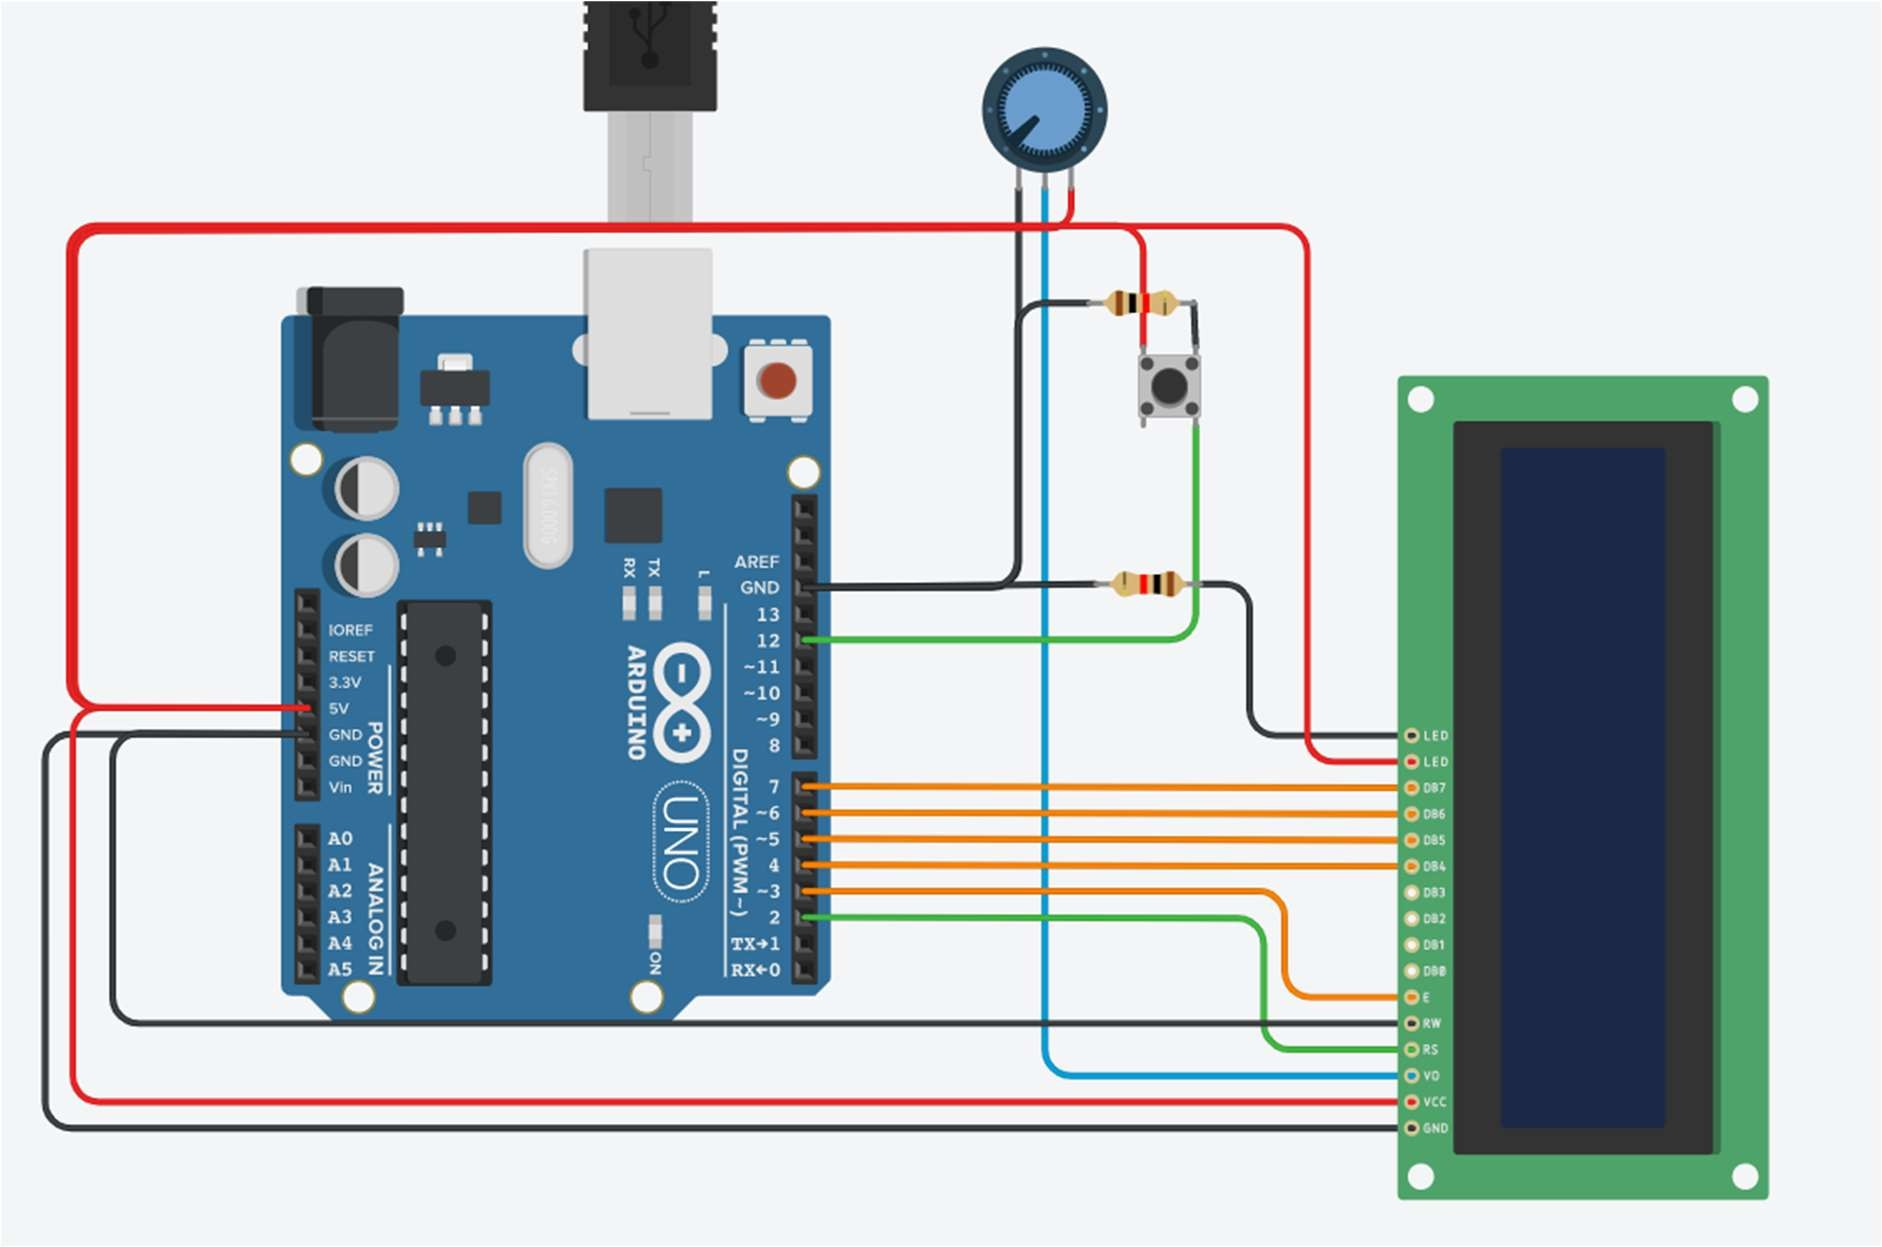 IOREF
RESET
3.3V
5V
GND
GND
Vin
POWER
A0
A1
A2
A3
A4
A5
ANALOG IN
RX
TX
L
ARDUINO
UNO
ON
AREF
GND
13
12
~11
~10
~9
8
7
~6
~5
4
~3
2
TX→1
RX←0
DIGITAL (PWM ~)
LED
LED
DB7
DB6
DB5
DB4
DB3
DB2
DB1
DB0
E
RW
RS
VO
VCC
GND